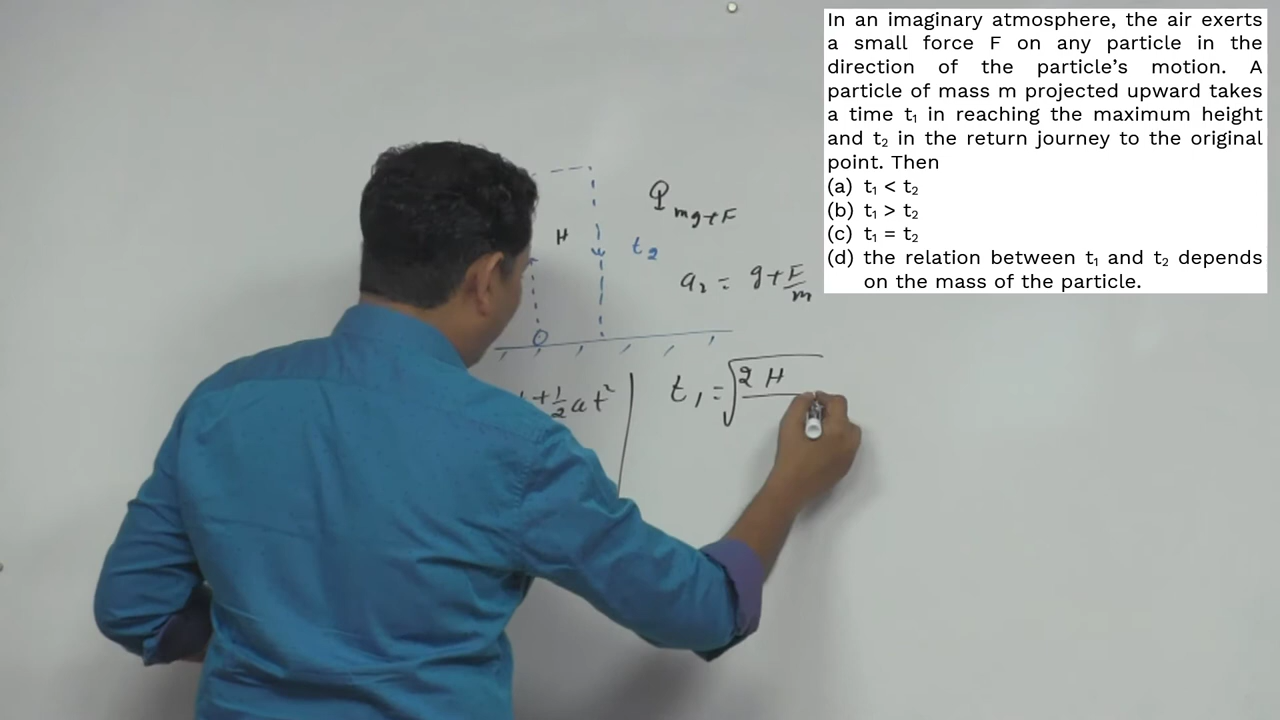 In an imaginary atmosphere, the air exerts
a small force F on any particle in the
direction of the particle's motion. A
particle of mass m projected upward takes
a time t₁ in reaching the maximum height
and t₂ in the return journey to the original
point. Then
(a) t₁ < t₂
(b) t₁ > t₂
(c) t₁ = t₂
(d) the relation between t₁ and t₂ depends
on the mass of the particle.
mg+F
H
t₂
a₂ = g+F/m
+½at²
t₁ = √2H